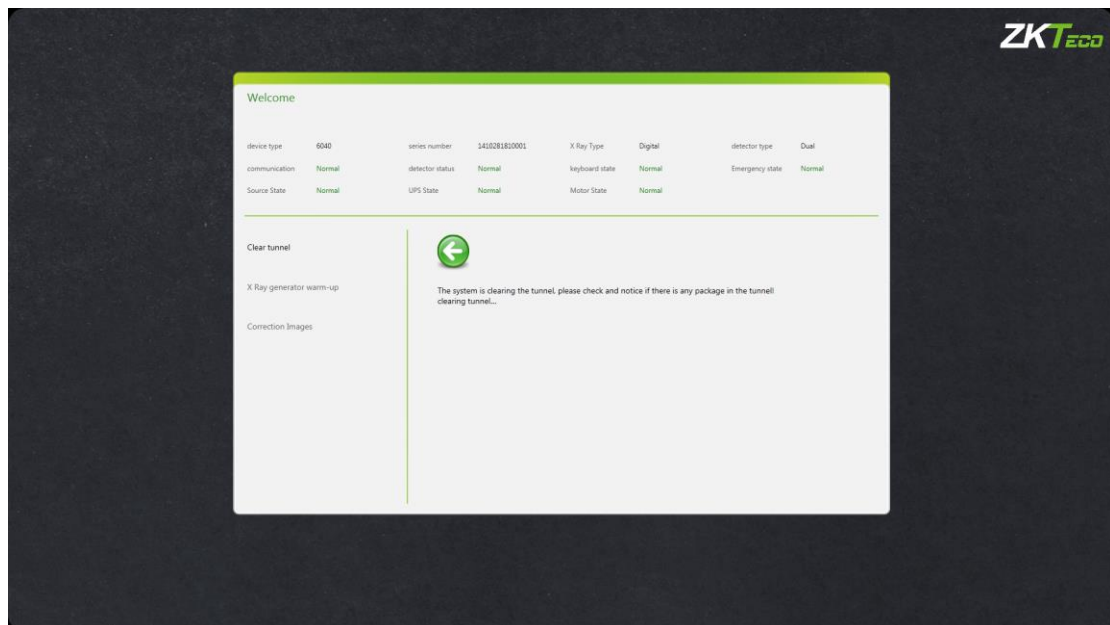 ZKTeco
Welcome
device type 6040 series number 1410281810001 X Ray Type Digital detector type Dual
communication Normal detector status Normal keyboard state Normal Emergency state Normal
Source State Normal UPS State Normal Motor State Normal
Clear tunnel
X Ray generator warm-up
Correction Images
The system is clearing the tunnel, please check and notice if there is any package in the tunnel!
clearing tunnel...